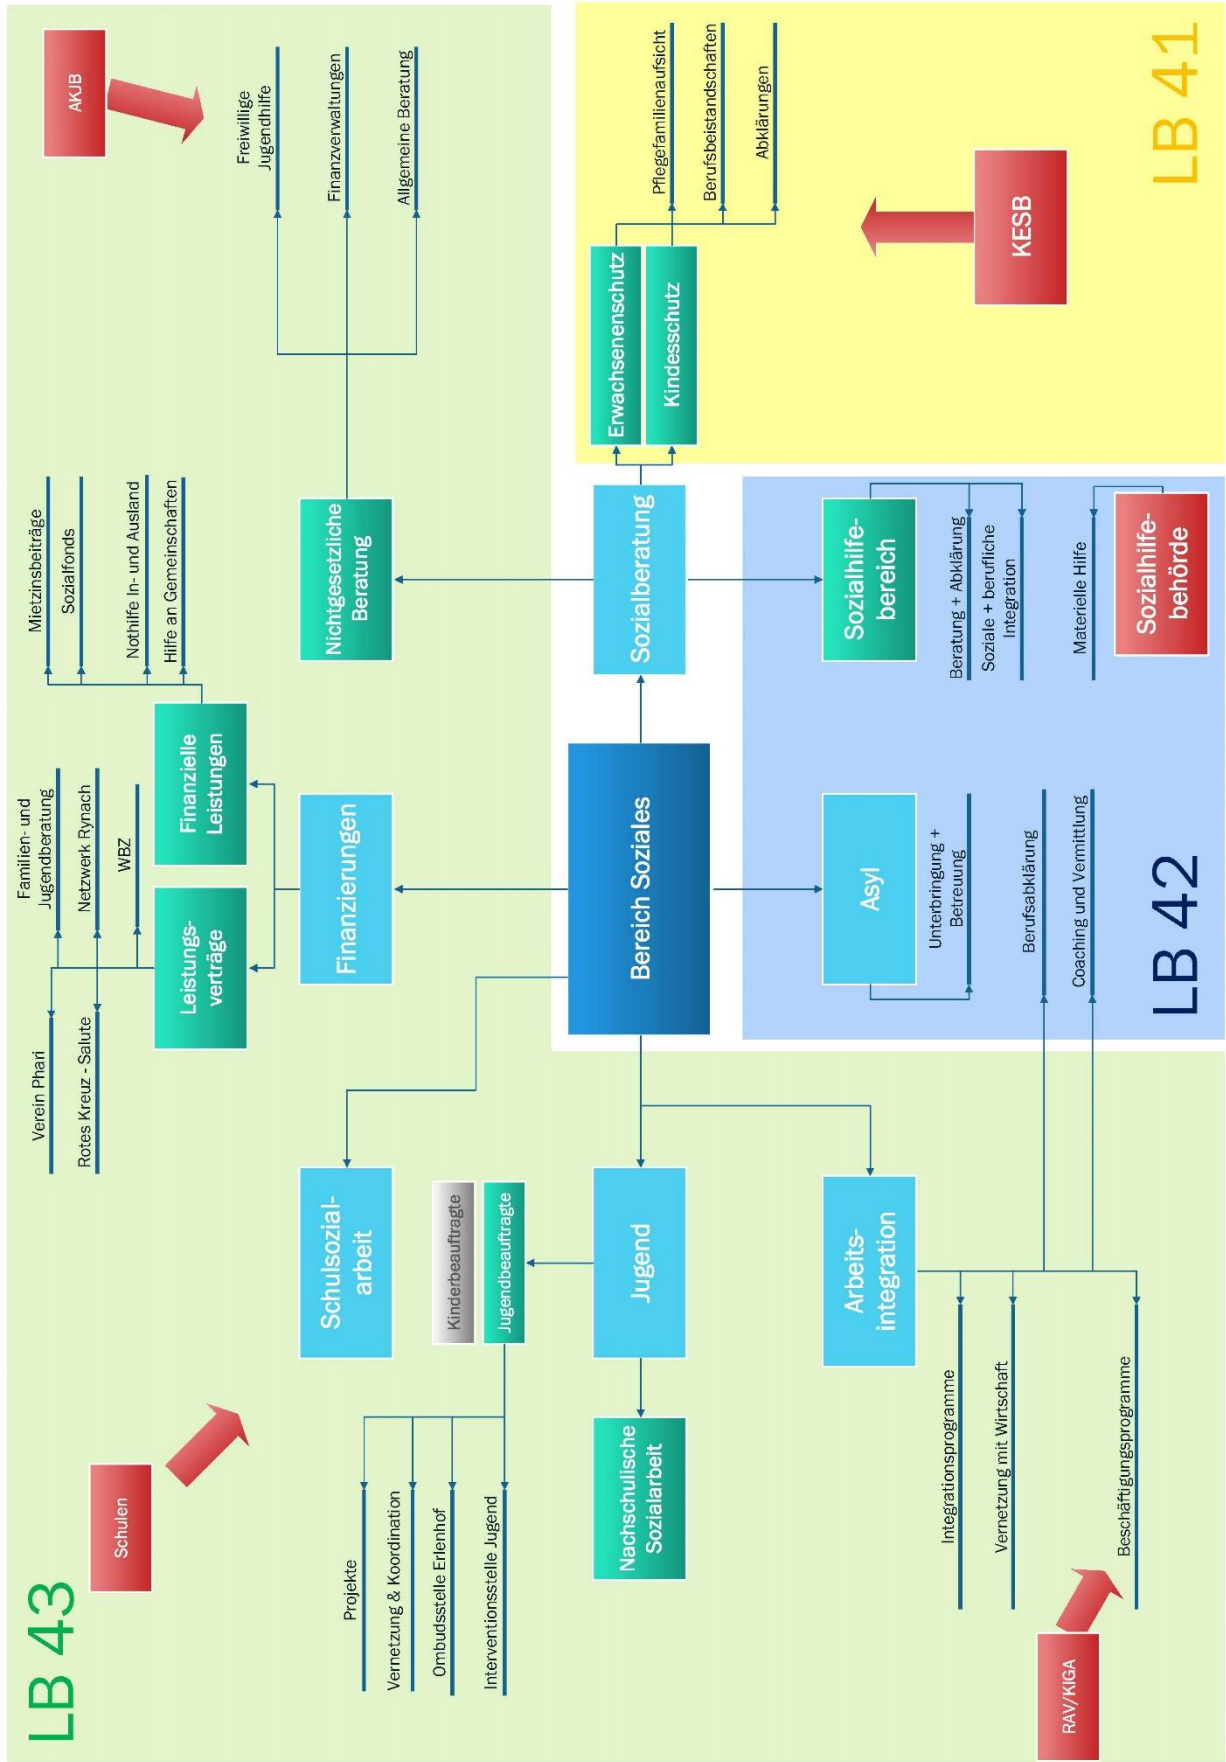 LB 43
Schulen
Verein Phari
Rotes Kreuz - Salute
Familien- und
Jugendberatung
Netzwerk Rynach
WBZ
Mietzinsbeiträge
Sozialfonds
Nothilfe In- und Ausland
Hilfe an Gemeinschaften
AKJB
Leistungs-
verträge
Finanzielle
Leistungen
Freiwillige
Jugendhilfe
Finanzverwaltungen
Allgemeine Beratung
Schulsozial-
arbeit
Finanzierungen
Nichtgesetzliche
Beratung
Projekte
Vernetzung & Koordination
Ombudsstelle Erlenhof
Interventionsstelle Jugend
Kinderbeauftragte
Jugendbeauftragte
Nachschulische
Sozialarbeit
Jugend
Bereich Soziales
Sozialberatung
Erwachsenenschutz
Kindesschutz
Pflegefamilienaufsicht
Berufsbeistandschaften
Abklärungen
Arbeits-
integration
Asyl
Sozialhilfe-
bereich
Integrationsprogramme
Vernetzung mit Wirtschaft
Beschäftigungsprogramme
Unterbringung +
Betreuung
Berufsabklärung
Coaching und Vermittlung
Beratung + Abklärung
Soziale + berufliche
Integration
Materielle Hilfe
Sozialhilfe-
behörde
KESB
RAV/KIGA
LB 42
LB 41